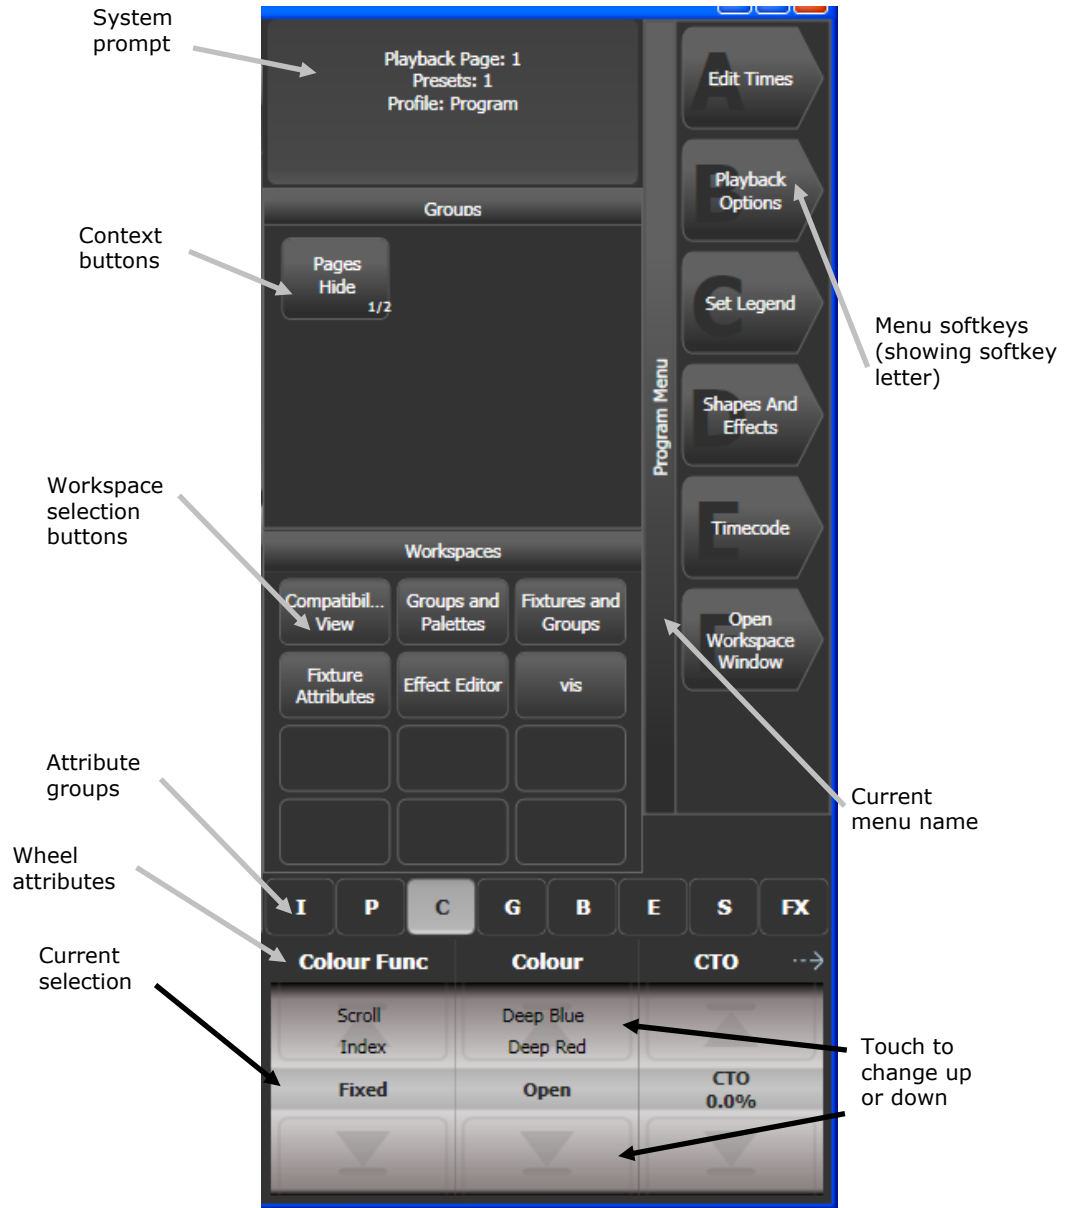 System
prompt
Playback Page: 1
Presets: 1
Profile: Program
Groups
Context
buttons
Pages
Hide
1/2
Workspace
selection
buttons
Workspaces
Compatibil...
View
Groups and
Palettes
Fixtures and
Groups
Fixture
Attributes
Effect Editor
vis
Program Menu
A
Edit Times
B
Playback
Options
C
Set Legend
D
Shapes And
Effects
E
Timecode
F
Open
Workspace
Window
Menu softkeys
(showing softkey
letter)
Current
menu name
Attribute
groups
I P C G B E S FX
Wheel
attributes
Colour Func Colour CTO
Current
selection
Scroll
Index
Fixed
Deep Blue
Deep Red
Open
CTO
0.0%
Touch to
change up
or down